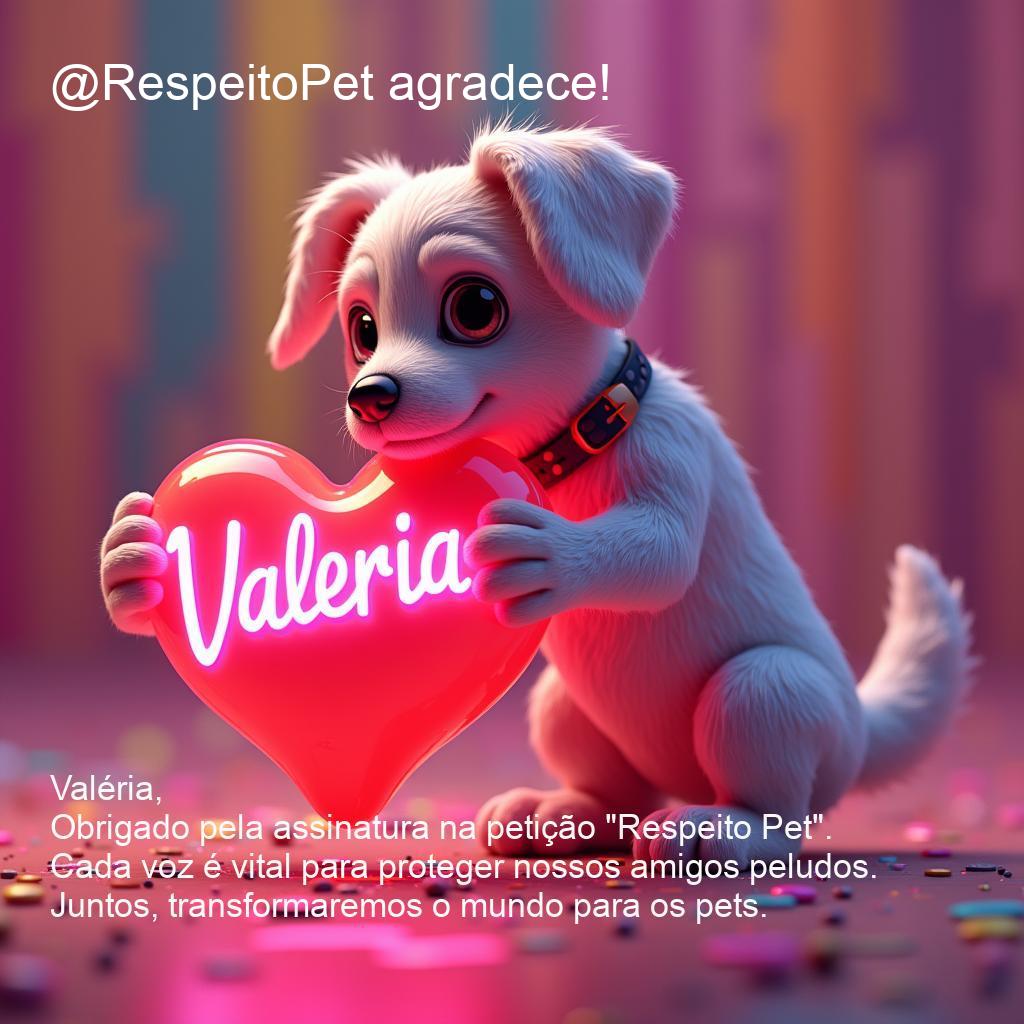 @RespeitoPet agradece!
Valeria
Valéria,
Obrigado pela assinatura na petição "Respeito Pet".
Cada voz é vital para proteger nossos amigos peludos.
Juntos, transformaremos o mundo para os pets.